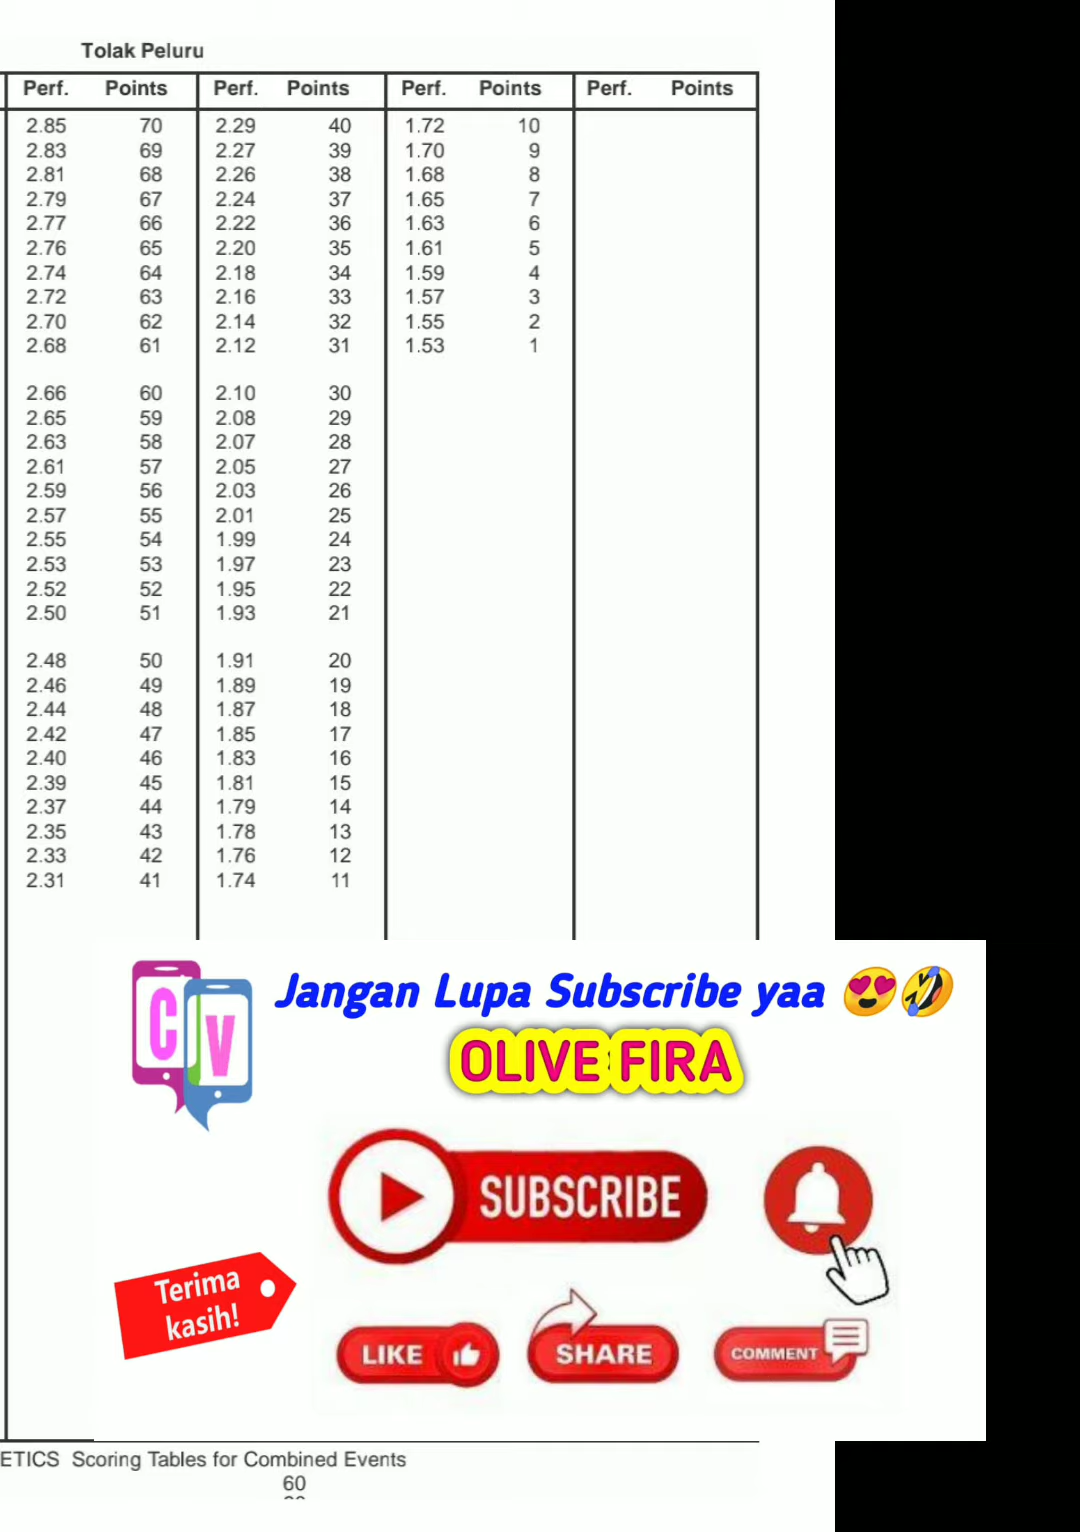 Tolak Peluru
Perf. Points Perf. Points Perf. Points Perf. Points
2.85 70 2.29 40 1.72 10
2.83 69 2.27 39 1.70 9
2.81 68 2.26 38 1.68 8
2.79 67 2.24 37 1.65 7
2.77 66 2.22 36 1.63 6
2.76 65 2.20 35 1.61 5
2.74 64 2.18 34 1.59 4
2.72 63 2.16 33 1.57 3
2.70 62 2.14 32 1.55 2
2.68 61 2.12 31 1.53 1
2.66 60 2.10 30
2.65 59 2.08 29
2.63 58 2.07 28
2.61 57 2.05 27
2.59 56 2.03 26
2.57 55 2.01 25
2.55 54 1.99 24
2.53 53 1.97 23
2.52 52 1.95 22
2.50 51 1.93 21
2.48 50 1.91 20
2.46 49 1.89 19
2.44 48 1.87 18
2.42 47 1.85 17
2.40 46 1.83 16
2.39 45 1.81 15
2.37 44 1.79 14
2.35 43 1.78 13
2.33 42 1.76 12
2.31 41 1.74 11
CV
Jangan Lupa Subscribe yaa 😍🤣
OLIVE FIRA
SUBSCRIBE
Terima
kasih!
LIKE SHARE COMMENT
ETICS Scoring Tables for Combined Events
60